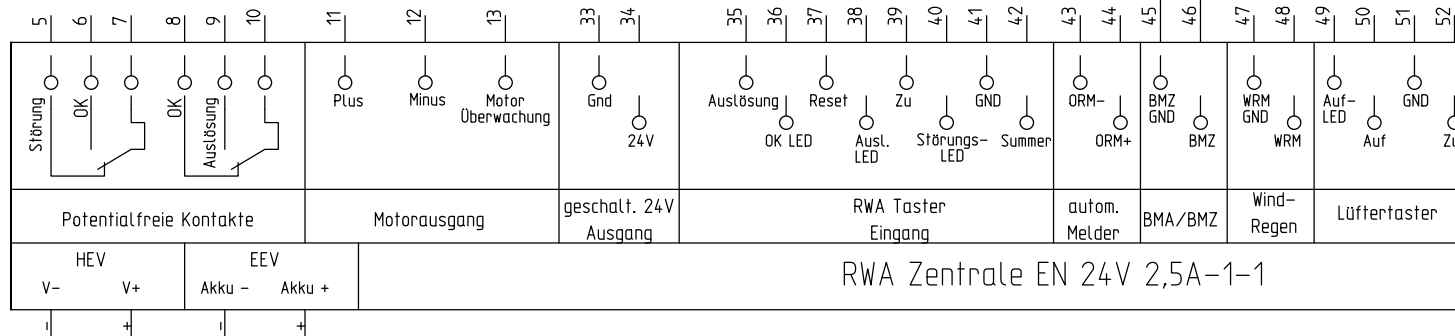 5 6 7 8 9 10 11 12 13 33 34 35 36 37 38 39 40 41 42 43 44 45 46 47 48 49 50 51 52
Störung OK OK Auslösung
Plus Minus Motor
Überwachung
Gnd
24V
Auslösung Reset Zu GND
OK LED Ausl.
LED
Störungs-
LED
Summer
ORM-
ORM+
BMZ
GND
BMZ
WRM
GND
WRM
Auf-
LED
GND
Auf
Potentialfreie Kontakte
Motorausgang
geschalt. 24V
Ausgang
RWA Taster
Eingang
autom.
Melder
BMA/BMZ
Wind-
Regen
Lüftertaster
HEV
V- V+
EEV
Akku - Akku +
RWA Zentrale EN 24V 2,5A-1-1
- + - +